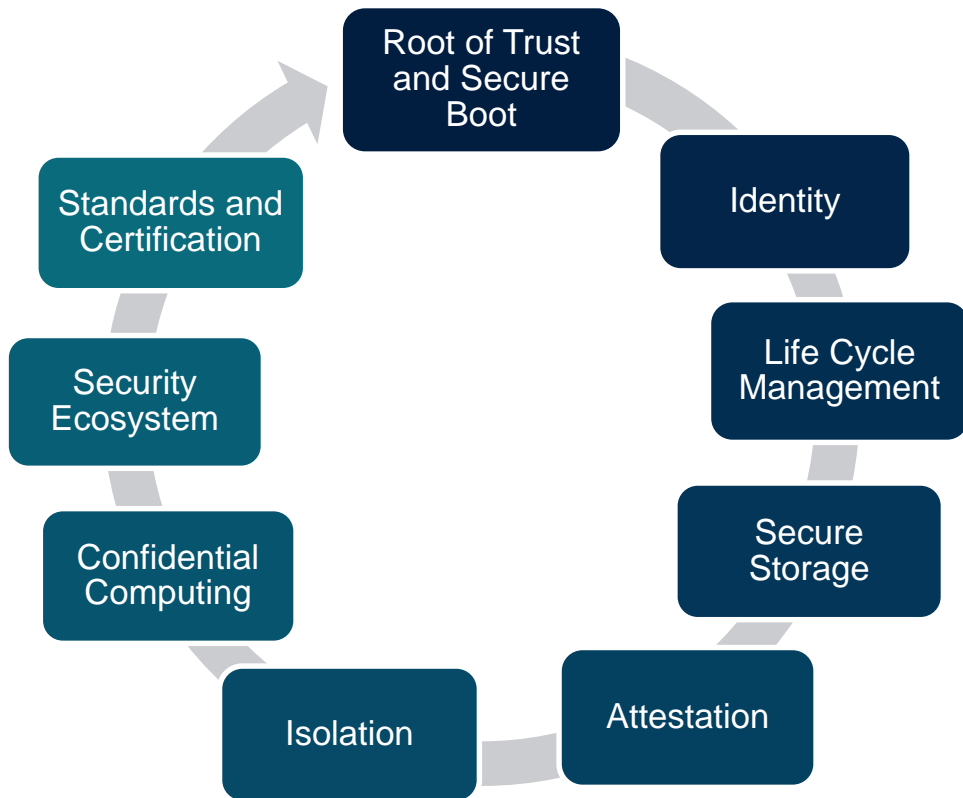 Root of Trust
and Secure
Boot
Identity
Life Cycle
Management
Secure
Storage
Attestation
Isolation
Confidential
Computing
Security
Ecosystem
Standards and
Certification